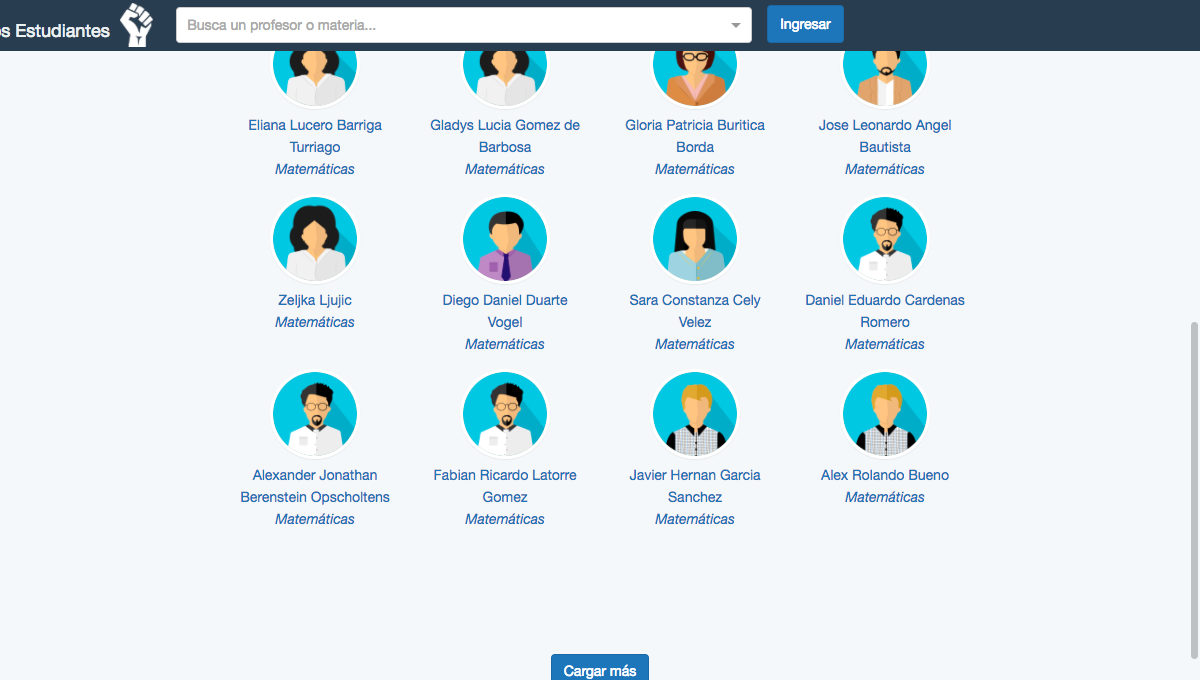 s Estudiantes
Busca un profesor o materia...
Ingresar
Eliana Lucero Barriga Turriago
Matemáticas
Gladys Lucia Gomez de Barbosa
Matemáticas
Gloria Patricia Buritica Borda
Matemáticas
Jose Leonardo Angel Bautista
Matemáticas
Zeljka Ljujic
Matemáticas
Diego Daniel Duarte Vogel
Matemáticas
Sara Constanza Cely Velez
Matemáticas
Daniel Eduardo Cardenas Romero
Matemáticas
Alexander Jonathan Berenstein Opscholtens
Matemáticas
Fabian Ricardo Latorre Gomez
Matemáticas
Javier Hernan Garcia Sanchez
Matemáticas
Alex Rolando Bueno
Matemáticas
Cargar más